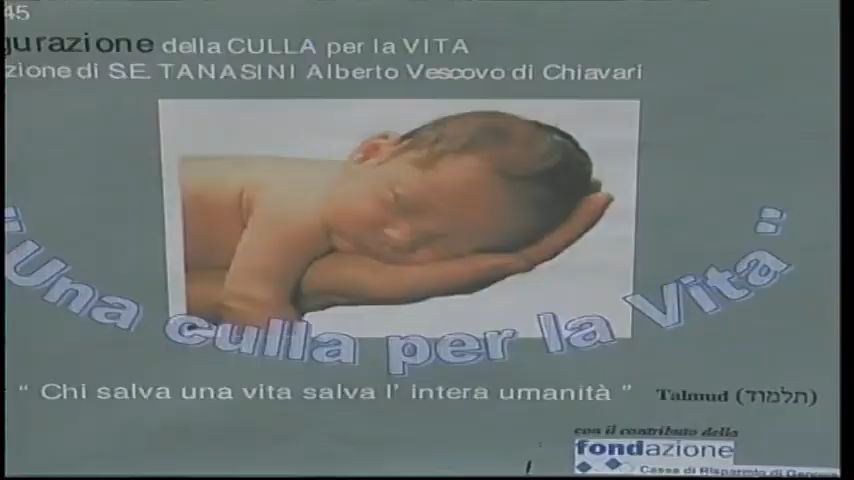 45
gurazione della CULLA per la VITA
zione di S.E. TANASINI Alberto Vescovo di Chiavari
"Una culla per la Vita"
“ Chi salva una vita salva l’ intera umanità ” Talmud (תלמוד)
con il contributo della
fondazione
Cassa di Risparmio di Genova